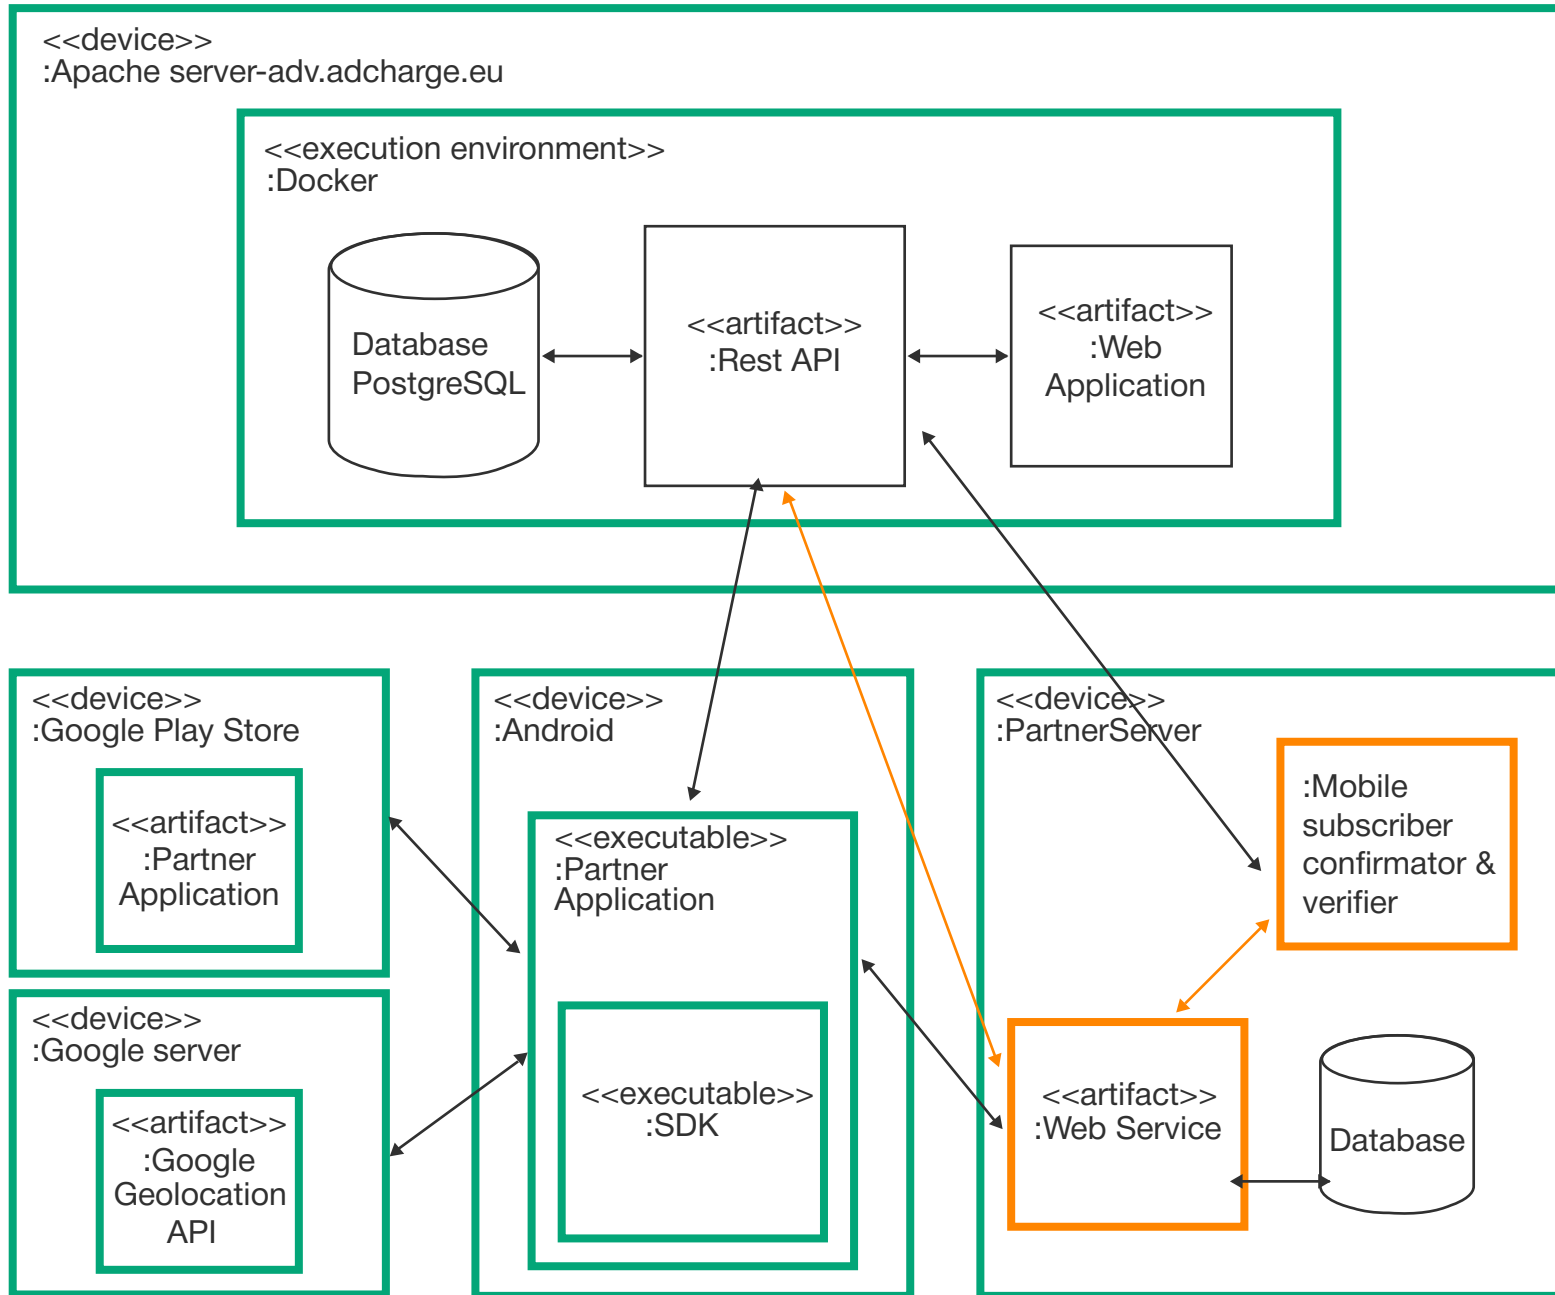 <<device>>
:Apache server-adv.adcharge.eu
<<execution environment>>
:Docker
Database
PostgreSQL
<<artifact>>
:Rest API
<<artifact>>
:Web
Application
<<device>>
:Google Play Store
<<artifact>>
:Partner
Application
<<device>>
:Google server
<<artifact>>
:Google
Geolocation
API
<<device>>
:Android
<<executable>>
:Partner
Application
<<executable>>
:SDK
<<device>>
:PartnerServer
:Mobile
subscriber
confirmator &
verifier
<<artifact>>
:Web Service
Database